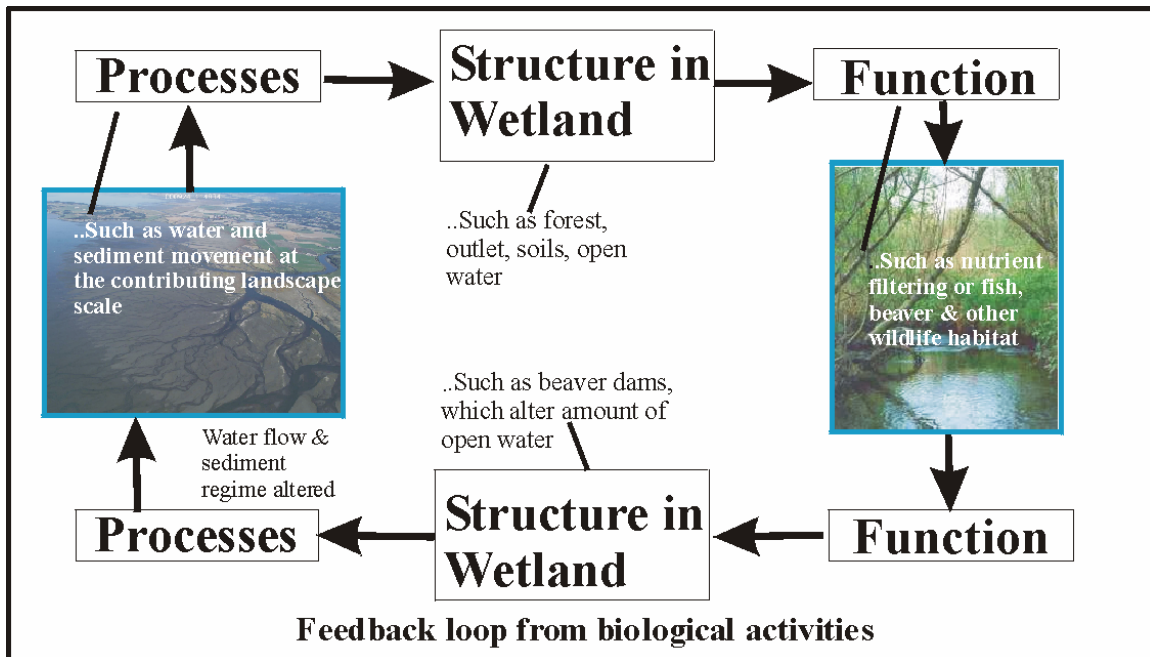 Processes
Structure in
Wetland
Function
..Such as water and
sediment movement at
the contributing landscape
scale
..Such as forest,
outlet, soils, open
water
..Such as nutrient
filtering or fish,
beaver & other
wildlife habitat
..Such as beaver dams,
which alter amount of
open water
Water flow &
sediment
regime altered
Processes
Structure in
Wetland
Function
Feedback loop from biological activities